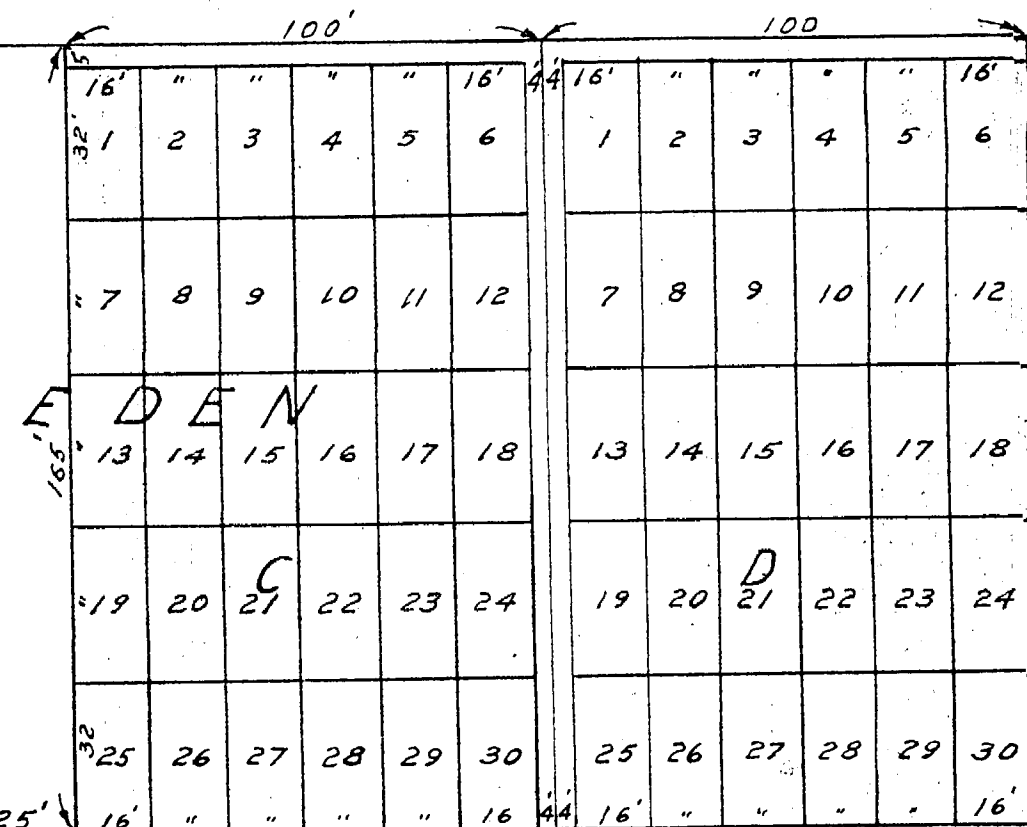 100' 100
5
16' " " " " 16' 4' 4' 16' " " " " 16'
32' 1 2 3 4 5 6 1 2 3 4 5 6
" 7 8 9 10 11 12 7 8 9 10 11 12
E D E N
165' " 13 14 15 16 17 18 13 14 15 16 17 18
C D
" 19 20 21 22 23 24 19 20 21 22 23 24
32 25 26 27 28 29 30 25 26 27 28 29 30
25' 16' " " " " 16 4' 4' 16' " " " " 16'